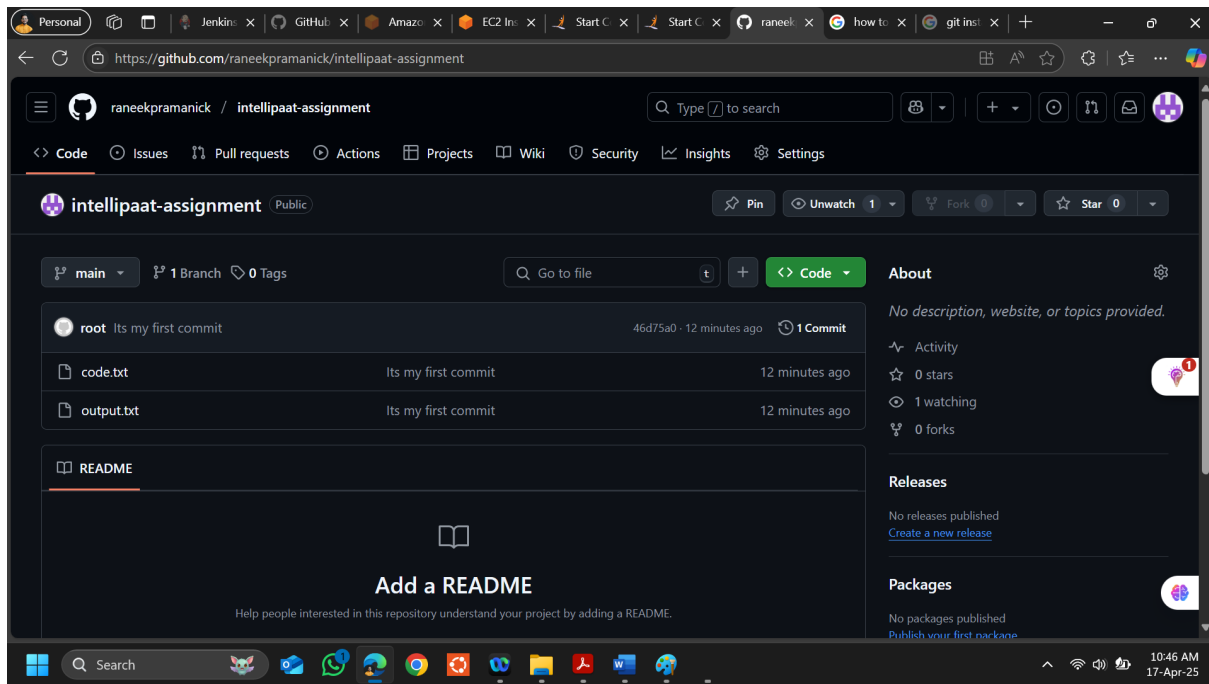 Personal Jenkins GitHub Amazo EC2 Ins Start C Start C raneek how to git inst
https://github.com/raneekpramanick/intellipaat-assignment
raneekpramanick / intellipaat-assignment Type / to search
Code Issues Pull requests Actions Projects Wiki Security Insights Settings
intellipaat-assignment Public Pin Unwatch 1 Fork 0 Star 0
main 1 Branch 0 Tags Go to file t + Code About
No description, website, or topics provided.
root Its my first commit 46d75a0 · 12 minutes ago 1 Commit
Activity
code.txt Its my first commit 12 minutes ago
0 stars
1
1 watching
output.txt Its my first commit 12 minutes ago
0 forks
README
Releases
No releases published
Create a new release
Add a README
Packages
Help people interested in this repository understand your project by adding a README.
No packages published
Publish your first package
Search 1 10:46 AM
17-Apr-25